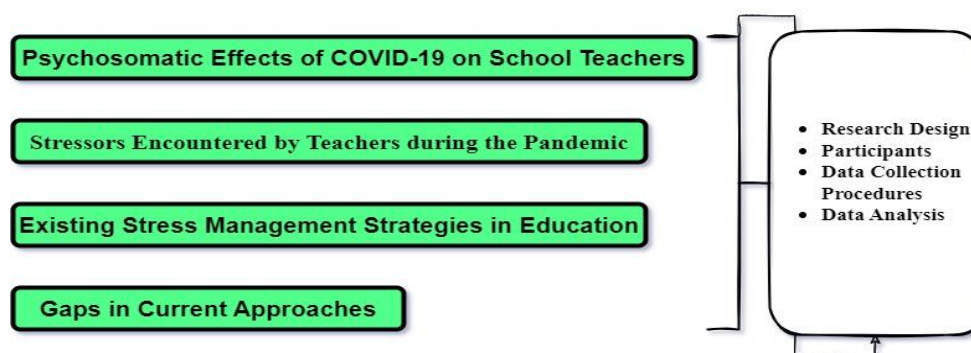 Psychosomatic Effects of COVID-19 on School Teachers
Stressors Encountered by Teachers during the Pandemic
Existing Stress Management Strategies in Education
Gaps in Current Approaches
• Research Design
• Participants
• Data Collection
Procedures
• Data Analysis